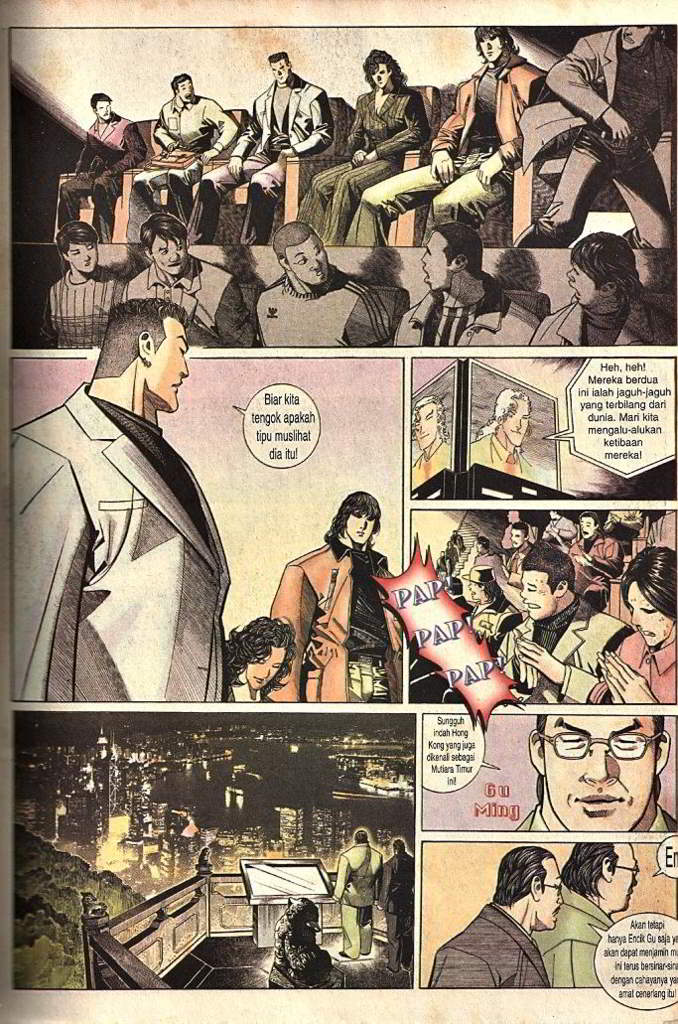 Biar kita
tengok apakah
tipu muslihat
dia itu!
Heh, heh!
Mereka berdua
ini ialah jaguh-jaguh
yang terbilang dari
dunia. Mari kita
mengalu-alukan
ketibaan
mereka!
PAP!
PAP!
PAP!
Sungguh
indah Hong
Kong yang juga
dikenali sebagai
Mutiara Timur
ini!
Gu
Ming
Akan tetapi
hanya Encik Gu saja
akan dapat menjamin
ini terus
dengan cahayanya
amat cemerlang itu!